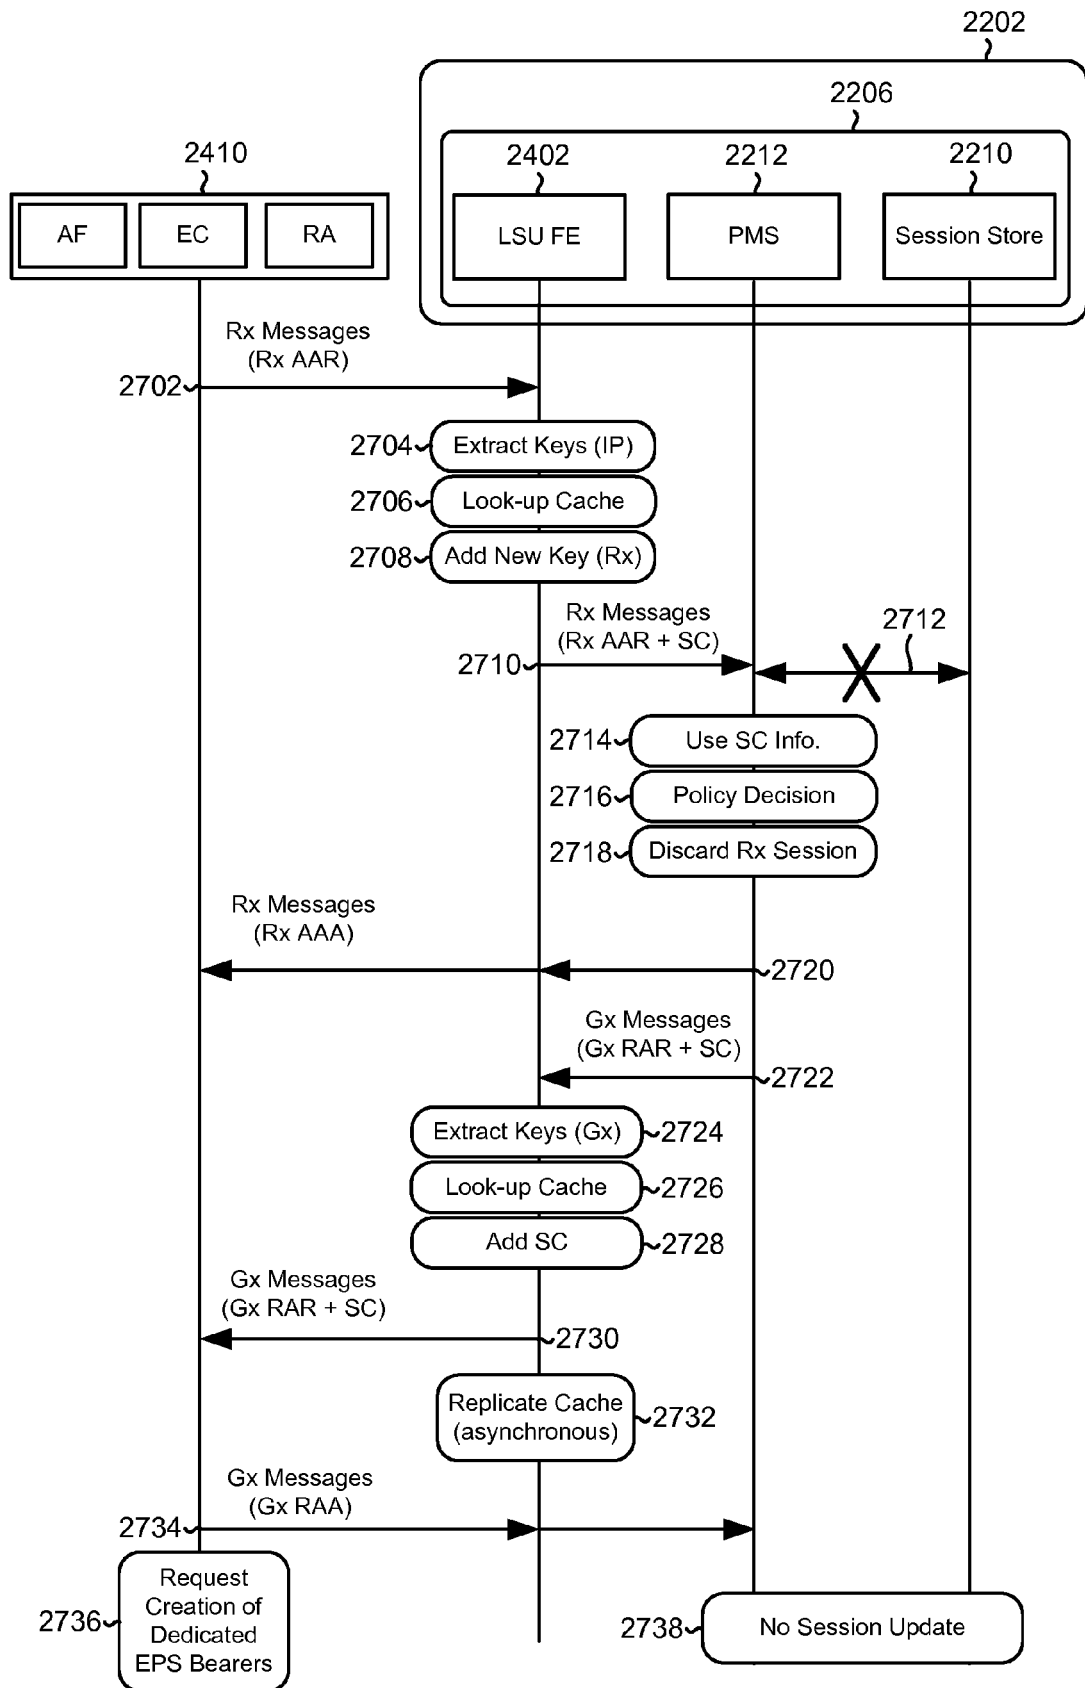 2202
2206
2410
2402
2212
2210
AF
EC
RA
LSU FE
PMS
Session Store
Rx Messages
(Rx AAR)
2702
2704
Extract Keys (IP)
2706
Look-up Cache
2708
Add New Key (Rx)
Rx Messages
(Rx AAR + SC)
2710
2712
2714
Use SC Info.
2716
Policy Decision
2718
Discard Rx Session
Rx Messages
(Rx AAA)
2720
Gx Messages
(Gx RAR + SC)
2722
Extract Keys (Gx)
2724
Look-up Cache
2726
Add SC
2728
Gx Messages
(Gx RAR + SC)
2730
Replicate Cache
(asynchronous)
2732
Gx Messages
(Gx RAA)
2734
2736
Request
Creation of
Dedicated
EPS Bearers
2738
No Session Update